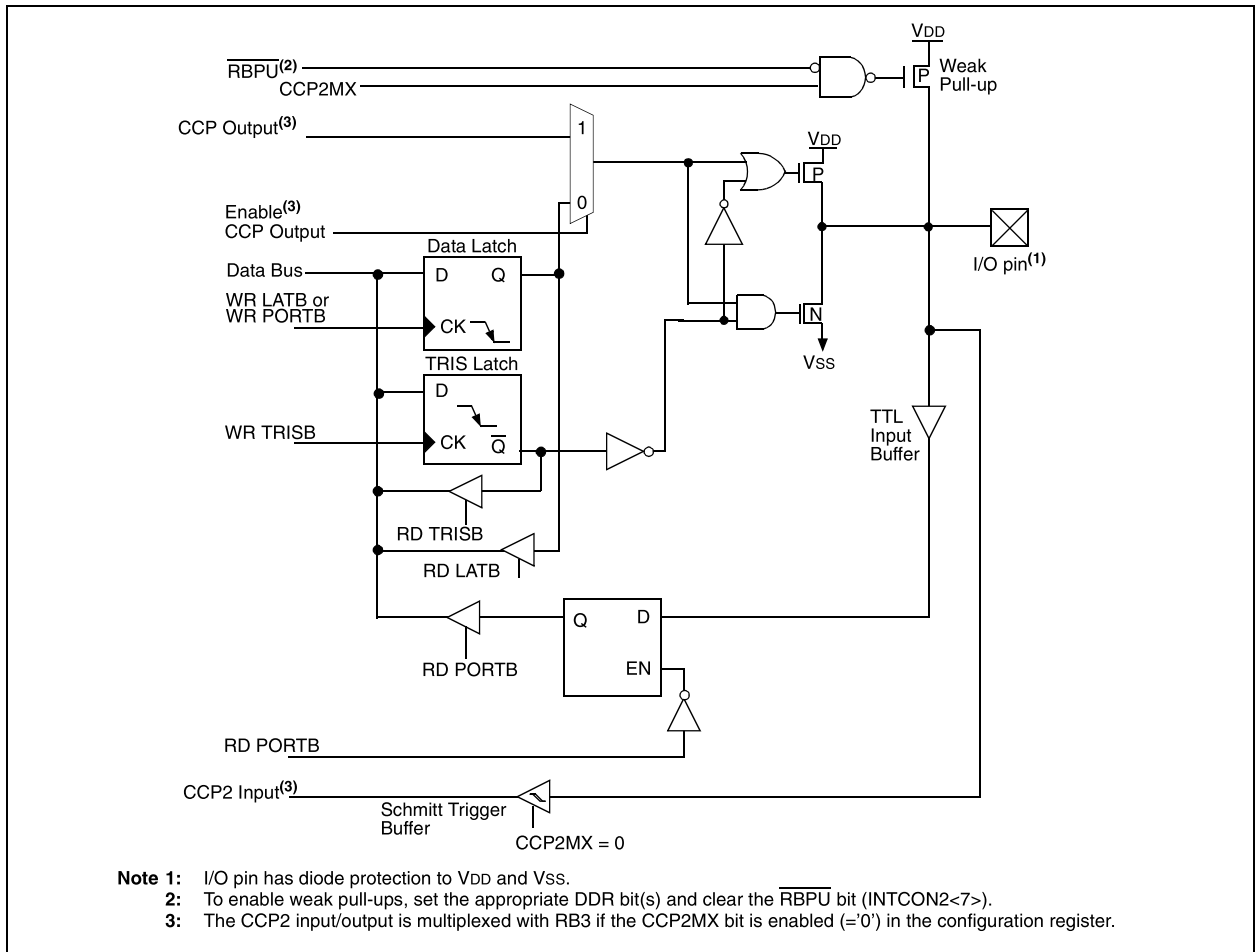 VDD
RBPU(2)
CCP2MX
P
Weak
Pull-up
CCP Output(3)
1
VDD
P
0
Enable(3)
CCP Output
Data Latch
Data Bus
D
Q
I/O pin(1)
WR LATB or
WR PORTB
CK
N
VSS
TRIS Latch
D
TTL
Input
Buffer
WR TRISB
CK
Q
RD TRISB
RD LATB
Q
D
EN
RD PORTB
RD PORTB
CCP2 Input(3)
Schmitt Trigger
Buffer
CCP2MX = 0
Note 1: I/O pin has diode protection to VDD and VSS.
2: To enable weak pull-ups, set the appropriate DDR bit(s) and clear the RBPU bit (INTCON2<7>).
3: The CCP2 input/output is multiplexed with RB3 if the CCP2MX bit is enabled (='0') in the configuration register.